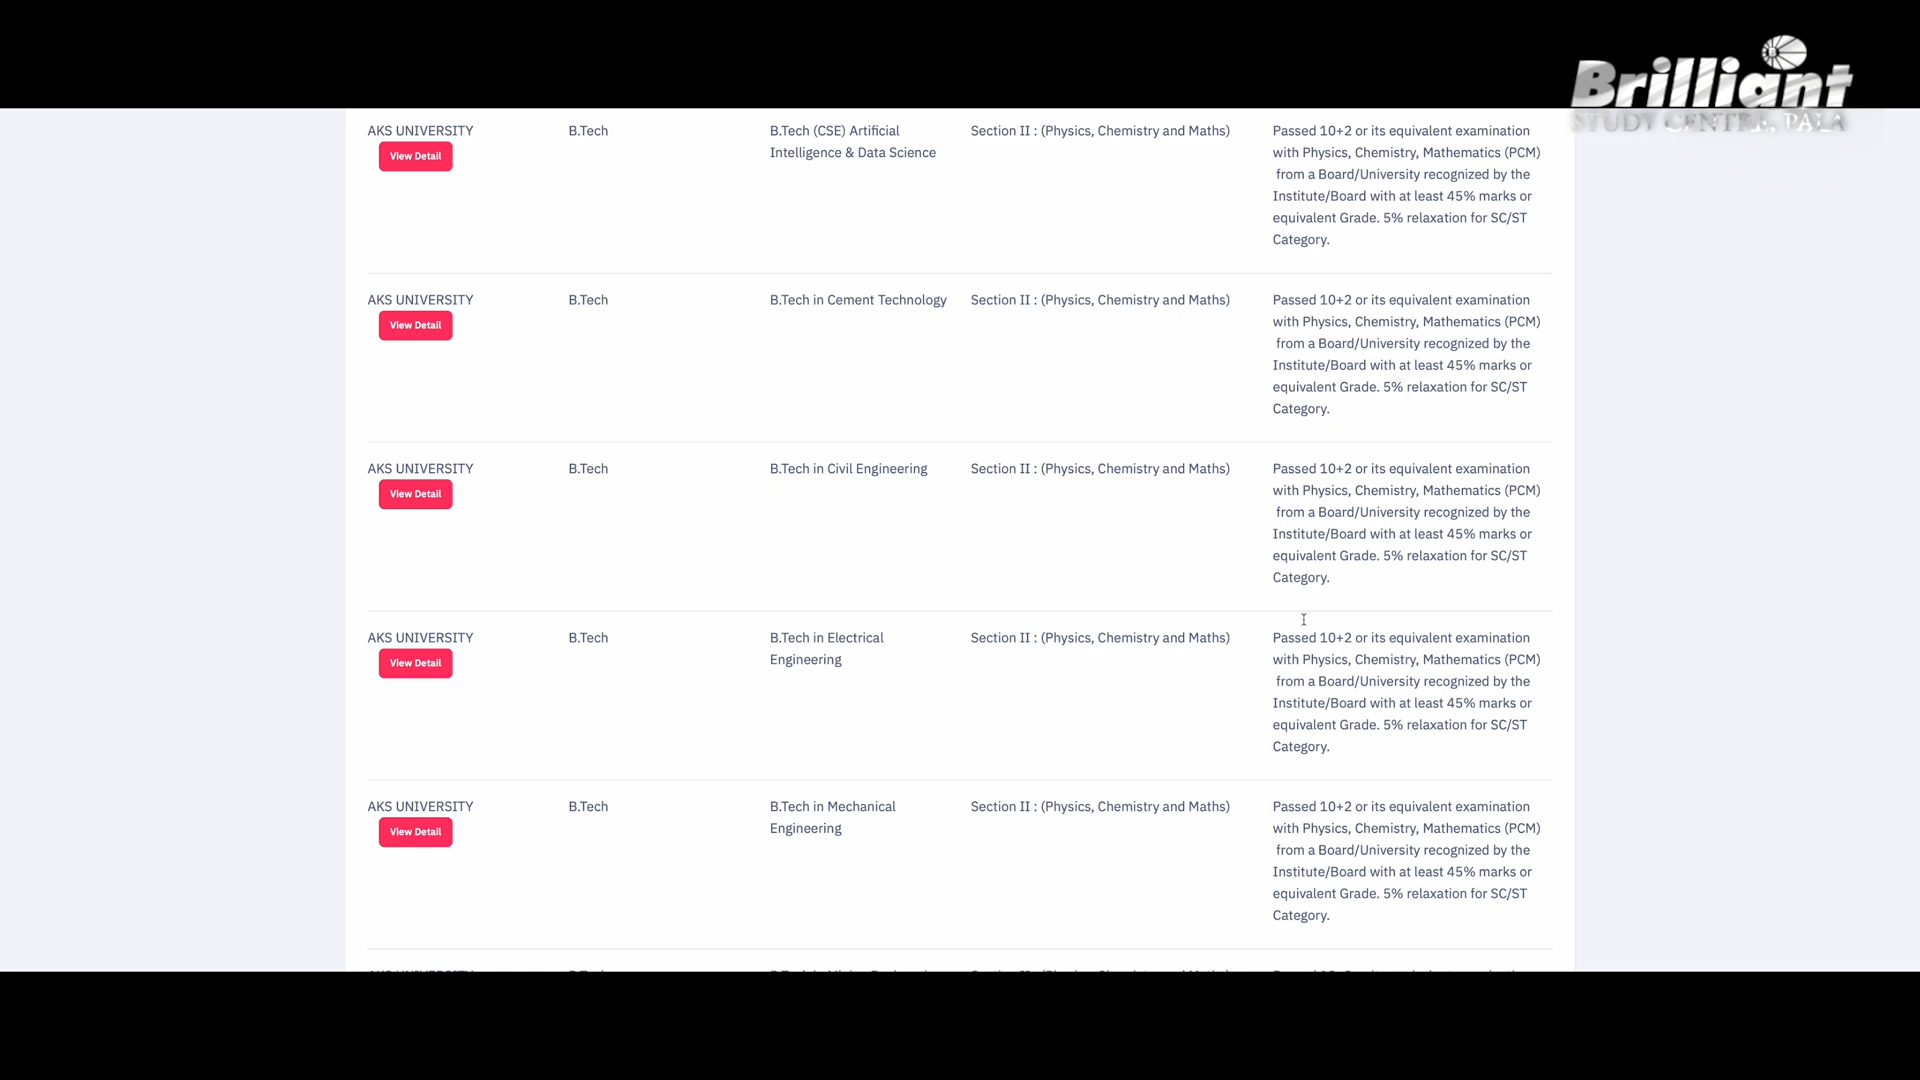 Brilliant
STUDY CENTRE, PALA
AKS UNIVERSITY
View Detail
B.Tech
B.Tech (CSE) Artificial
Intelligence & Data Science
Section II : (Physics, Chemistry and Maths)
Passed 10+2 or its equivalent examination
with Physics, Chemistry, Mathematics (PCM)
from a Board/University recognized by the
Institute/Board with at least 45% marks or
equivalent Grade. 5% relaxation for SC/ST
Category.
AKS UNIVERSITY
View Detail
B.Tech
B.Tech in Cement Technology
Section II : (Physics, Chemistry and Maths)
Passed 10+2 or its equivalent examination
with Physics, Chemistry, Mathematics (PCM)
from a Board/University recognized by the
Institute/Board with at least 45% marks or
equivalent Grade. 5% relaxation for SC/ST
Category.
AKS UNIVERSITY
View Detail
B.Tech
B.Tech in Civil Engineering
Section II : (Physics, Chemistry and Maths)
Passed 10+2 or its equivalent examination
with Physics, Chemistry, Mathematics (PCM)
from a Board/University recognized by the
Institute/Board with at least 45% marks or
equivalent Grade. 5% relaxation for SC/ST
Category.
AKS UNIVERSITY
View Detail
B.Tech
B.Tech in Electrical
Engineering
Section II : (Physics, Chemistry and Maths)
Passed 10+2 or its equivalent examination
with Physics, Chemistry, Mathematics (PCM)
from a Board/University recognized by the
Institute/Board with at least 45% marks or
equivalent Grade. 5% relaxation for SC/ST
Category.
AKS UNIVERSITY
View Detail
B.Tech
B.Tech in Mechanical
Engineering
Section II : (Physics, Chemistry and Maths)
Passed 10+2 or its equivalent examination
with Physics, Chemistry, Mathematics (PCM)
from a Board/University recognized by the
Institute/Board with at least 45% marks or
equivalent Grade. 5% relaxation for SC/ST
Category.